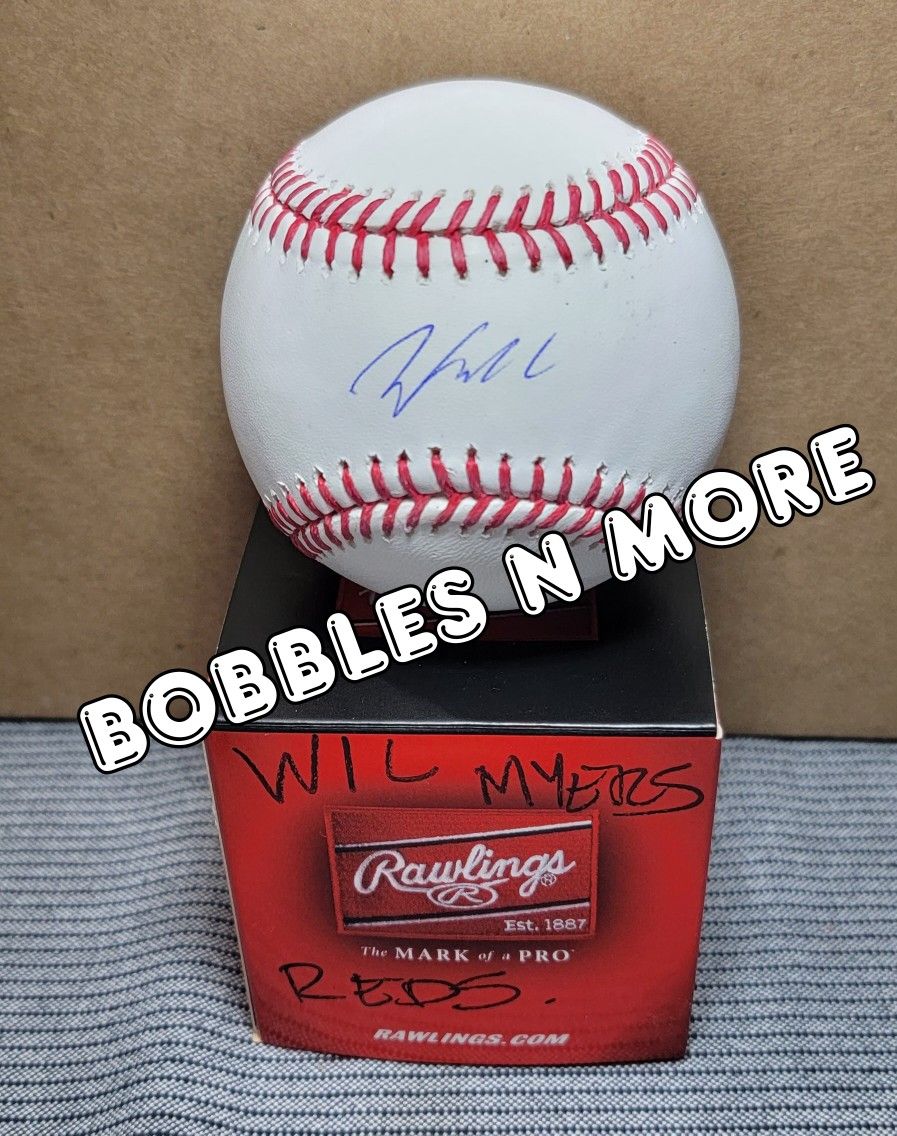 BOBBLES N MORE
WIL MYERS
Rawlings®
R
Est. 1887
The MARK of a PRO
REDS.
RAWLINGS.COM